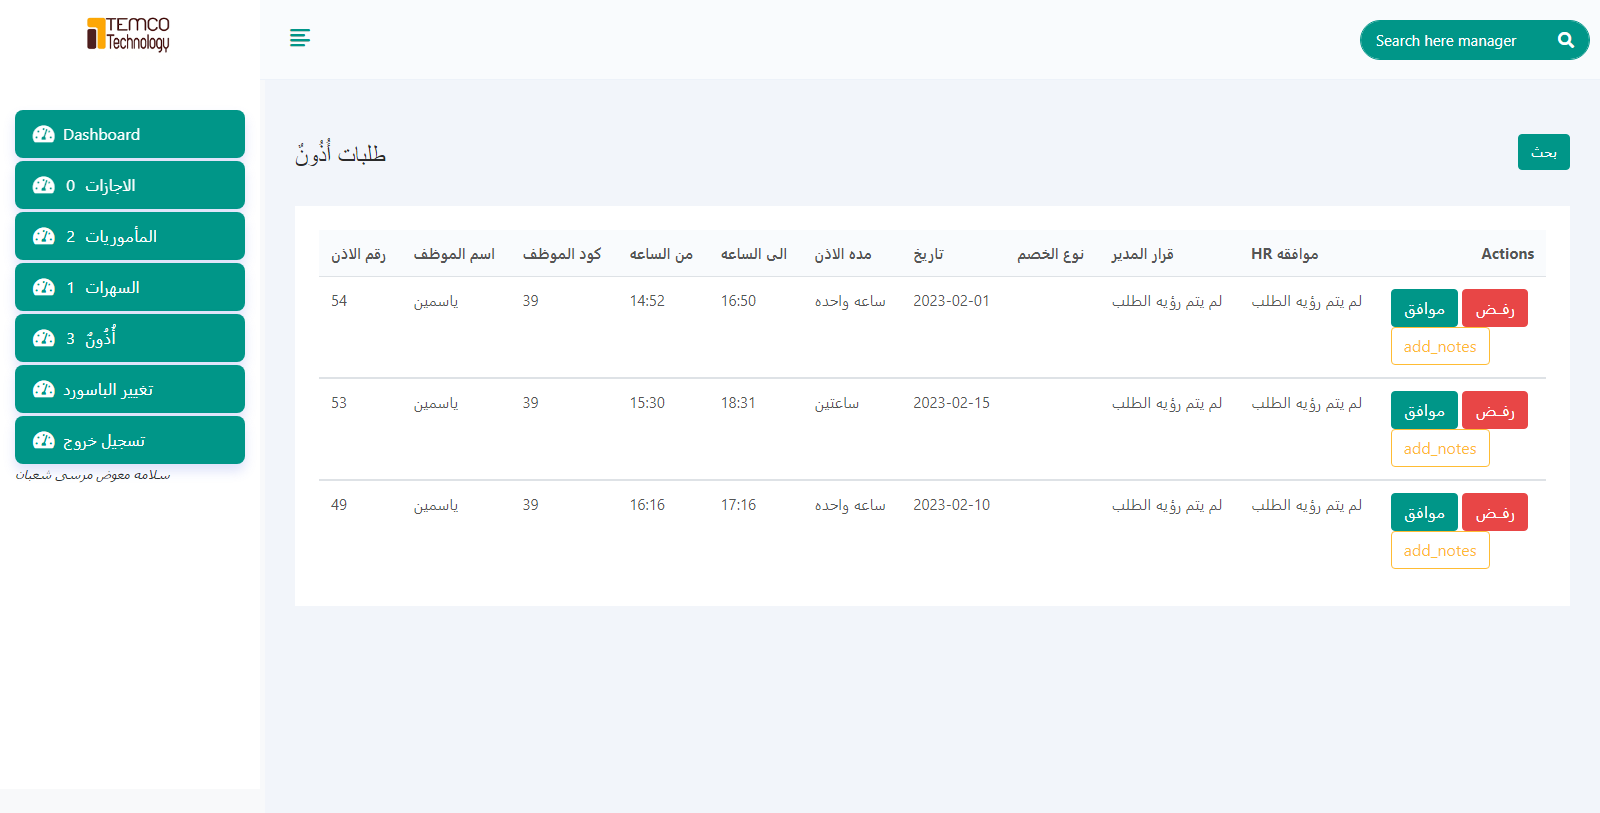 TEMCO
Technology
Search here manager
Dashboard
الاجازات 0
المأموريات 2
السهرات 1
أُذُونٌ 3
تغيير الباسورد
تسجيل خروج
سلامه معوض مرسى شعبان
طلبات أُذُونٌ
بحث
رقم الاذن اسم الموظف كود الموظف من الساعه الى الساعه مده الاذن تاريخ نوع الخصم قرار المدير موافقه HR Actions
54 ياسمين 39 14:52 16:50 ساعه واحده 2023-02-01 لم يتم رؤيه الطلب لم يتم رؤيه الطلب موافق رفض
add_notes
53 ياسمين 39 15:30 18:31 ساعتين 2023-02-15 لم يتم رؤيه الطلب لم يتم رؤيه الطلب موافق رفض
add_notes
49 ياسمين 39 16:16 17:16 ساعه واحده 2023-02-10 لم يتم رؤيه الطلب لم يتم رؤيه الطلب موافق رفض
add_notes